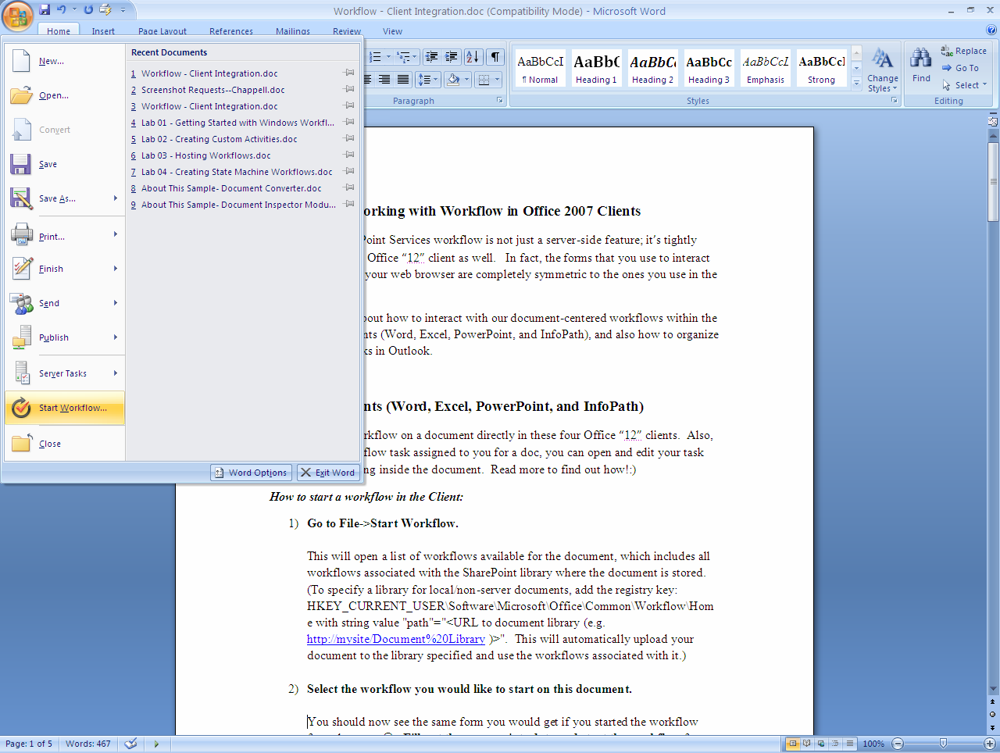 Workflow - Client Integration.doc (Compatibility Mode) - Microsoft Word
Home Insert Page Layout References Mailings Review View
New...
Open...
Convert
Save
Save As...
Print...
Finish
Send
Publish
Server Tasks
Start Workflow...
Close
Recent Documents
1 Workflow - Client Integration.doc
2 Screenshot Requests--Chappell.doc
3 Workflow - Client Integration.doc
4 Lab 01 - Getting Started with Windows Workfl...
5 Lab 02 - Creating Custom Activities.doc
6 Lab 03 - Hosting Workflows.doc
7 Lab 04 - Creating State Machine Workflows.doc
8 About This Sample- Document Converter.doc
9 About This Sample- Document Inspector Modu...
Word Options Exit Word
Paragraph
AaBbCcI AaBbC AaBbCc AaBbCc AaBbCcI AaBbCcI
¶ Normal Heading 1 Heading 2 Heading 3 Emphasis Strong
Change
Styles
Styles
Find
Replace
Go To
Select
Editing
orking with Workflow in Office 2007 Clients
Point Services workflow is not just a server-side feature; it's tightly
Office “12” client as well. In fact, the forms that you use to interact
your web browser are completely symmetric to the ones you use in the
bout how to interact with our document-centered workflows within the
nts (Word, Excel, PowerPoint, and InfoPath), and also how to organize
ks in Outlook.
nts (Word, Excel, PowerPoint, and InfoPath)
rkflow on a document directly in these four Office “12” clients. Also,
flow task assigned to you for a doc, you can open and edit your task
ng inside the document. Read more to find out how!:)
How to start a workflow in the Client:
1) Go to File->Start Workflow.
This will open a list of workflows available for the document, which includes all
workflows associated with the SharePoint library where the document is stored.
(To specify a library for local/non-server documents, add the registry key:
HKEY_CURRENT_USER\Software\Microsoft\Office\Common\Workflow\Hom
e with string value "path"="<URL to document library (e.g.
http://mysite/Document%20Library )>". This will automatically upload your
document to the library specified and use the workflows associated with it.)
2) Select the workflow you would like to start on this document.
You should now see the same form you would get if you started the workflow
Page: 1 of 5 Words: 467 100%